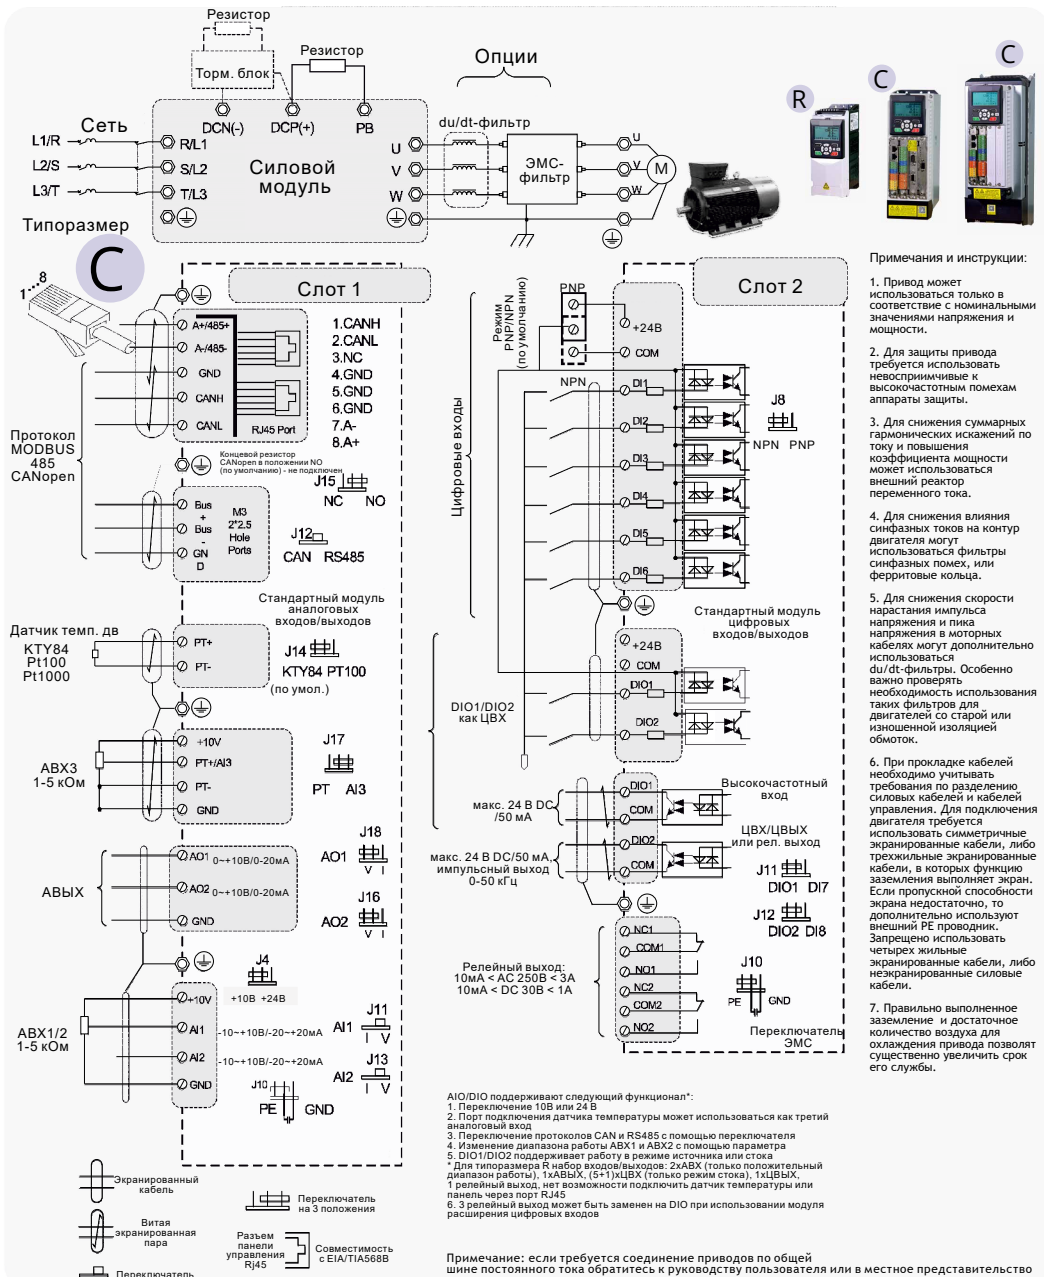 Резистор
Резистор
Опции
Торм. блок
R
C
C
Сеть
DCN(-)
DCP(+)
PB
du/dt-фильтр
L1/R
R/L1
U
U
L2/S
S/L2
Силовой
модуль
V
ЭМС-
фильтр
V
M
L3/T
T/L3
W
W
Типоразмер
C
8
1
Слот 1
A+/485+
A-/485-
GND
CANH
CANL
RJ45 Port
1.CANH
2.CANL
3.NC
4.GND
5.GND
6.GND
7.A-
8.A+
Протокол
MODBUS
485
CANopen
Концевой резистор
CANopen в положении NO
(по умолчанию) - не подключен
J15
NC NO
Bus
+
Bus
-
GN
D
M3
2*2.5
Hole
Ports
J12
CAN RS485
Стандартный модуль
аналоговых
входов/выходов
Датчик темп. дв
KTY84
Pt100
Pt1000
PT+
PT-
J14
KTY84 PT100
(по умол.)
АВХ3
1-5 кОм
+10V
PT+/AI3
PT-
GND
J17
PT AI3
АВЫХ
AO1 0~+10В/0-20мА
AO2 0~+10В/0-20мА
GND
J18
AO1
V I
J16
AO2
V I
J4
+10В +24В
АВХ1/2
1-5 кОм
+10V
AI1
-10~+10В/-20~+20мА
AI2
-10~+10В/-20~+20мА
GND
J11
AI1
I V
J13
AI2
I V
J10
PE GND
Экранированный
кабель
Витая
экранированная
пара
Переключатель
Переключатель
на 3 положения
Разъем
панели
управления
Rj45
Совместимость
с EIA/TIA568B
Слот 2
Режим
PNP/NPN
(по умолчанию)
PNP
NPN
+24В
COM
Цифровые входы
DI1
DI2
DI3
DI4
DI5
DI6
J8
NPN PNP
Стандартный модуль
цифровых
входов/выходов
DIO1/DIO2
как ЦВХ
+24В
COM
DIO1
DIO2
макс. 24 В DC
/50 мА
DIO1
COM
Высокочастотный
вход
макс. 24 В DC/50 мА,
импульсный выход
0-50 кГц
DIO2
COM
ЦВХ/ЦВЫХ
или рел. выход
J11
DIO1 DI7
J12
DIO2 DI8
Релейный выход:
10мА < AC 250В < 3А
10мА < DC 30В < 1А
NC1
COM1
NO1
NC2
COM2
NO2
J10
PE GND
Переключатель
ЭМС
Примечания и инструкции:
1. Привод может
использоваться только в
соответствие с номинальными
значениями напряжения и
мощности.
2. Для защиты привода
требуется использовать
невосприимчивые к
высокочастотным помехам
аппараты защиты.
3. Для снижения суммарных
гармонических искажений по
току и повышения
коэффициента мощности
может использоваться
внешний реактор
переменного тока.
4. Для снижения влияния
синфазных токов на контур
двигателя могут
использоваться фильтры
синфазных помех, или
ферритовые кольца.
5. Для снижения скорости
нарастания импульса
напряжения и пика
напряжения в моторных
кабелях могут дополнительно
использоваться
du/dt-фильтры. Особенно
важно проверять
необходимость использования
таких фильтров для
двигателей со старой или
изношенной изоляцией
обмоток.
6. При прокладке кабелей
необходимо учитывать
требования по разделению
силовых кабелей и кабелей
управления. Для подключения
двигателя требуется
использовать симметричные
экранированные кабели, либо
трехжильные экранированные
кабели, в которых функцию
заземления выполняет экран.
Если пропускной способности
экрана недостаточно, то
дополнительно используют
внешний PE проводник.
Запрещено использовать
четырех жильные
экранированные кабели, либо
неэкранированные силовые
кабели.
7. Правильно выполненное
заземление и достаточное
количество воздуха для
охлаждения привода позволят
существенно увеличить срок
его службы.
AIO/DIO поддерживают следующий функционал*:
1. Переключение 10В или 24 В
2. Порт подключения датчика температуры может использоваться как третий
аналоговый вход
3. Переключение протоколов CAN и RS485 с помощью переключателя
4. Изменение диапазона работы АВХ1 и АВХ2 с помощью параметра
5. DIO1/DIO2 поддерживает работу в режиме источника или стока
* Для типоразмера R набор входов/выходов: 2хАВХ (только положительный
диапазон работы), 1хАВЫХ, (5+1)хЦВХ (только режим стока), 1хЦВЫХ,
1 релейный выход, нет возможности подключить датчик температуры или
панель через порт RJ45
6. 3 релейный выход может быть заменен на DIO при использовании модуля
расширения цифровых входов
Примечание: если требуется соединение приводов по общей
шине постоянного тока обратитесь к руководству пользователя или в местное представительство